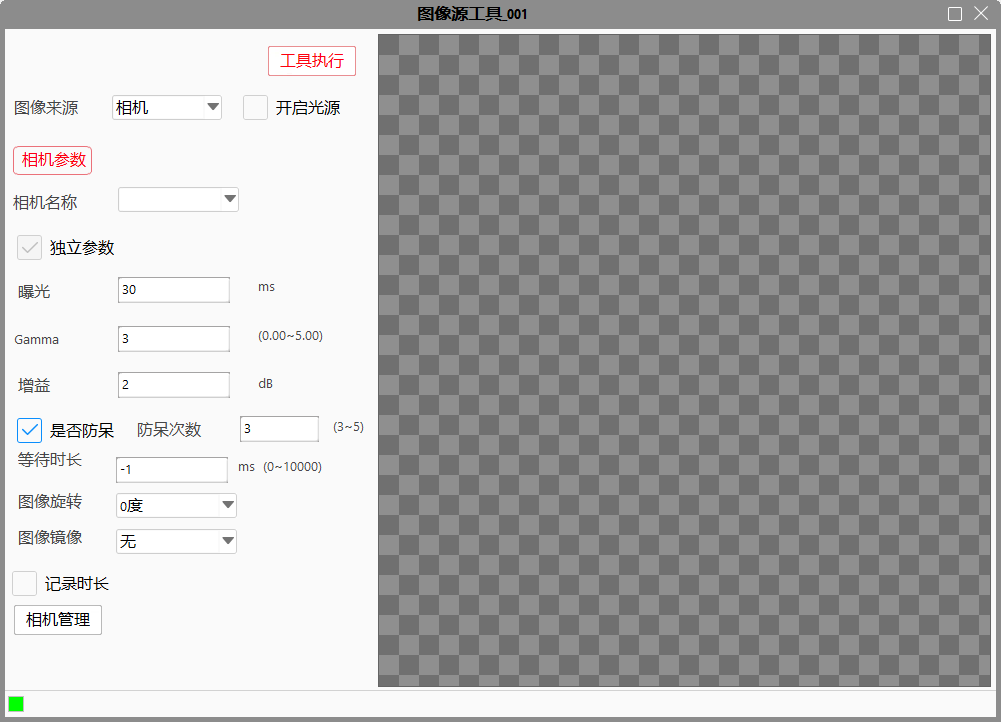 图像源工具_001
工具执行
图像来源 相机 开启光源
相机参数
相机名称
独立参数
曝光 30 ms
Gamma 3 (0.00~5.00)
增益 2 dB
是否防呆 防呆次数 3 (3~5)
等待时长 -1 ms (0~10000)
图像旋转 0度
图像镜像 无
记录时长
相机管理